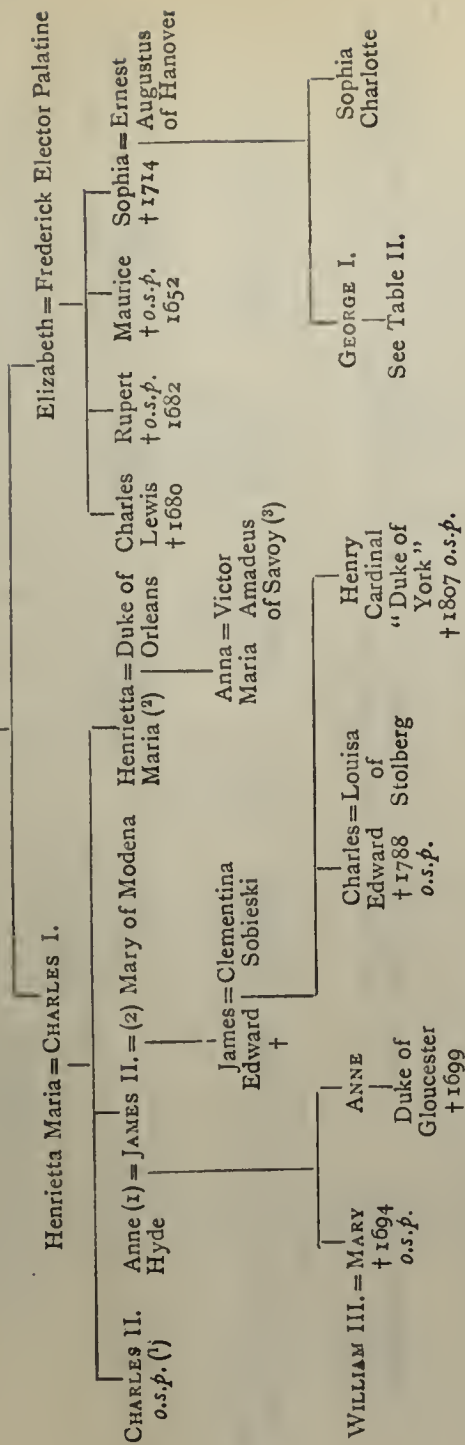 Elizabeth = Frederick Elector Palatine
Henrietta Maria = CHARLES I.
CHARLES II.
o.s.p. (¹)
Anne (1) = JAMES II. = (2) Mary of Modena
Hyde
Henrietta = Duke of
Maria (²) Orleans
Charles
Lewis
† 1680
Rupert
† o.s.p.
1682
Maurice
† o.s.p.
1652
Sophia = Ernest
† 1714 Augustus
of Hanover
James = Clementina
Edward Sobieski
†
Anna = Victor
Maria Amadeus
of Savoy (³)
GEORGE I.
See Table II.
Sophia
Charlotte
WILLIAM III. = MARY
† 1694
o.s.p.
ANNE
Duke of
Gloucester
† 1699
Charles = Louisa
Edward of
† 1788 Stolberg
o.s.p.
Henry
Cardinal
"Duke of
York"
† 1807 o.s.p.